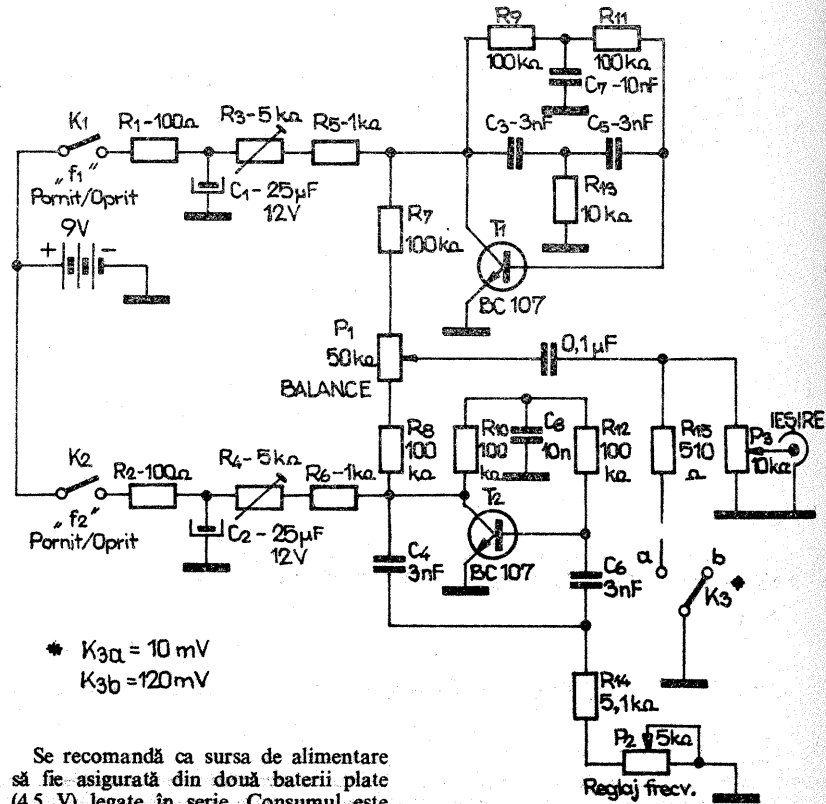 R9
100kΩ
R11
100kΩ
C7-10nF
K1
„f1”
Pornit/Oprit
R1-100Ω
R3-5kΩ
R5-1kΩ
C1-25µF
12V
C3-3nF
C5-3nF
R13
10kΩ
R7
100kΩ
T1
BC 107
9V
+
-
P1
50kΩ
BALANCE
0,1µF
R8
100
kΩ
R10
100
kΩ
C8
10n
R12
100
kΩ
R15
510
Ω
P3
10kΩ
IEŞIRE
K2
„f2”
Pornit/Oprit
R2-100Ω
R4-5kΩ
R6-1kΩ
C2-25µF
12V
T2
BC 107
C4
3nF
C6
3nF
a
b
K3 *
* K3a = 10 mV
K3b = 120mV
R14
5,1kΩ
P2
5kΩ
Reglaj frecv.
Se recomandă ca sursa de alimentare
să fie asigurată din două baterii plate
(4,5 V) legate în serie. Consumul este